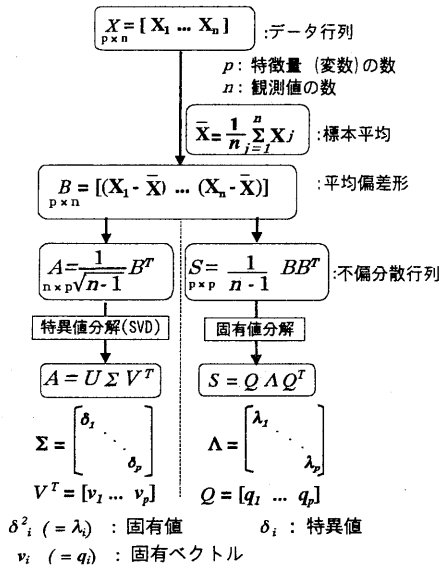 X = [ X₁ ... Xₙ ] :データ行列
p×n
p: 特徴量 (変数) の数
n: 観測値の数
X̄ = 1/n Σⁿⱼ₌₁ Xj :標本平均
B = [(X₁ - X̄) ... (Xₙ - X̄)] :平均偏差形
p×n
A = 1/√(n-1) Bᵀ S = 1/(n-1) BBᵀ :不偏分散行列
n×p p×p
特異値分解(SVD) 固有値分解
A = U Σ Vᵀ S = Q Λ Qᵀ
Σ = [δ₁ ⋱ δp] Λ = [λ₁ ⋱ λp]
Vᵀ = [v₁ ... vp] Q = [q₁ ... qp]
δ²ᵢ (= λᵢ) : 固有値 δᵢ : 特異値
vᵢ (= qᵢ) : 固有ベクトル